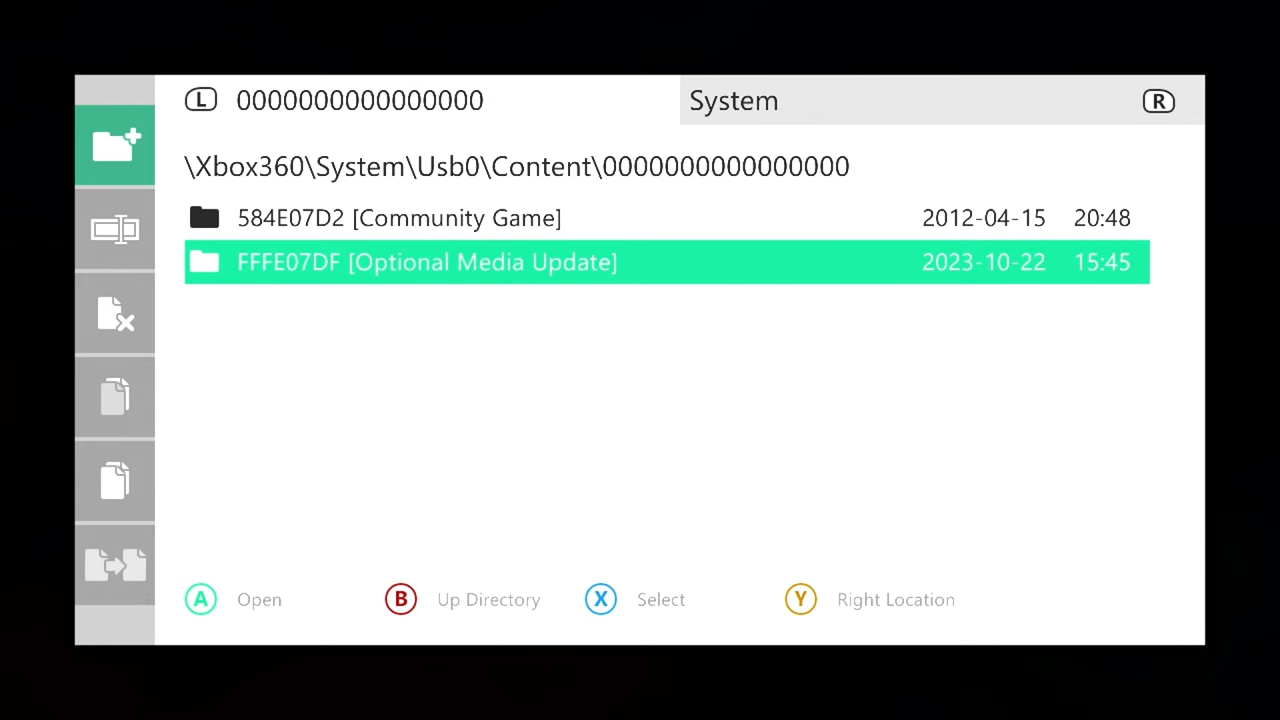 L 0000000000000000 System R
\Xbox360\System\Usb0\Content\0000000000000000
584E07D2 [Community Game] 2012-04-15 20:48
FFFE07DF [Optional Media Update] 2023-10-22 15:45
A Open B Up Directory X Select Y Right Location